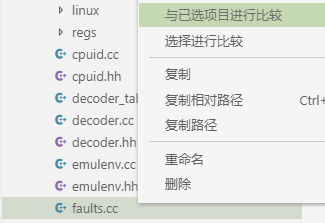 linux
regs
cpuid.cc
cpuid.hh
decoder.cc
decoder.hh
emulenv.cc
emulenv.hh
faults.cc
与已选项目进行比较
选择进行比较
复制
复制相对路径 Ctrl+
复制路径
重命名
删除